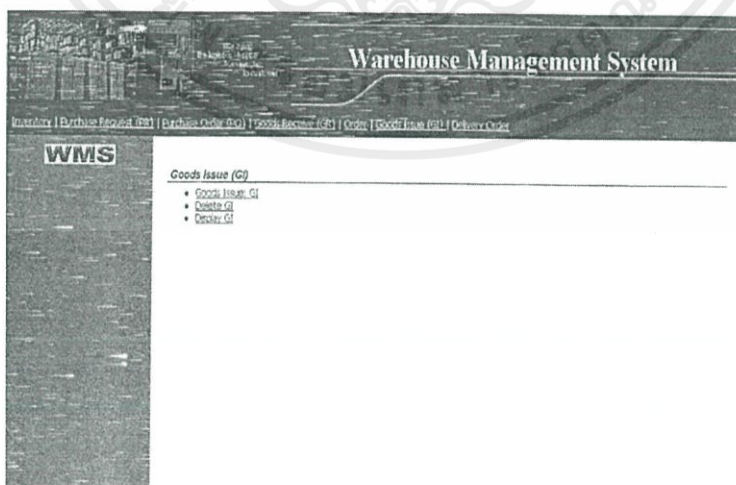 Warehouse Management System
Inventory | Purchase Request (PR) | Purchase Order (PO) | Goods Receive (GR) | Order | Goods Issue (GI) | Delivery Order
WMS
Goods Issue (GI)
Goods Issue GI
Delete GI
Display GI